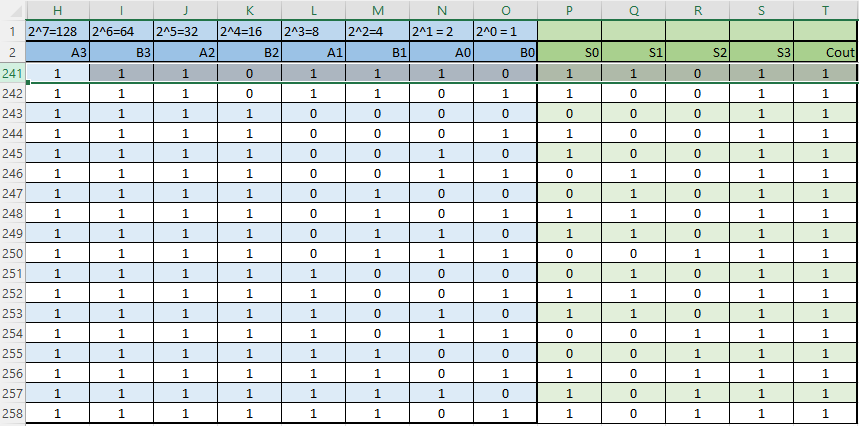 H I J K L M N O P Q R S T
1 2^7=128 2^6=64 2^5=32 2^4=16 2^3=8 2^2=4 2^1 = 2 2^0 = 1
2 A3 B3 A2 B2 A1 B1 A0 B0 S0 S1 S2 S3 Cout
241 1 1 1 0 1 1 1 0 1 1 0 1 1
242 1 1 1 0 1 1 0 1 1 0 0 1 1
243 1 1 1 1 0 0 0 0 0 0 0 1 1
244 1 1 1 1 0 0 0 1 1 0 0 1 1
245 1 1 1 1 0 0 1 0 1 0 0 1 1
246 1 1 1 1 0 0 1 1 0 1 0 1 1
247 1 1 1 1 0 1 0 0 0 1 0 1 1
248 1 1 1 1 0 1 0 1 1 1 0 1 1
249 1 1 1 1 0 1 1 0 1 1 0 1 1
250 1 1 1 1 0 1 1 1 0 0 1 1 1
251 1 1 1 1 1 0 0 0 0 1 0 1 1
252 1 1 1 1 1 0 0 1 1 1 0 1 1
253 1 1 1 1 1 0 1 0 1 1 0 1 1
254 1 1 1 1 1 0 1 1 0 0 1 1 1
255 1 1 1 1 1 1 0 0 0 0 1 1 1
256 1 1 1 1 1 1 0 1 1 0 1 1 1
257 1 1 1 1 1 1 1 0 1 0 1 1 1
258 1 1 1 1 1 1 0 1 1 0 1 1 1